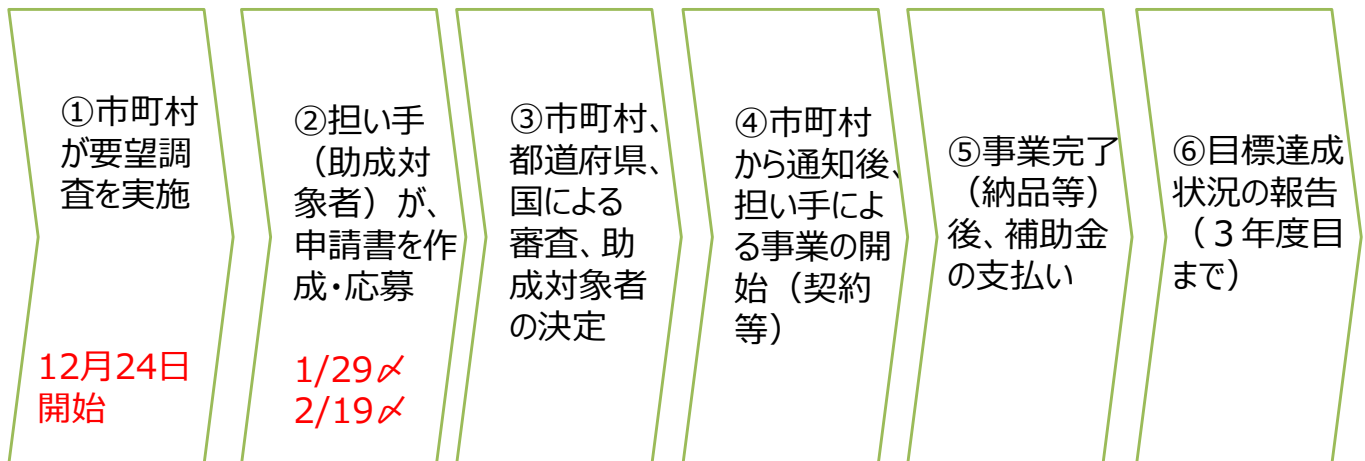 ①市町村
が要望調
査を実施
12月24日
開始
②担い手
（助成対
象者）が、
申請書を作
成・応募
1/29〆
2/19〆
③市町村、
都道府県、
国による
審査、助
成対象者
の決定
④市町村
から通知後、
担い手によ
る事業の開
始（契約
等）
⑤事業完了
（納品等）
後、補助金
の支払い
⑥目標達成
状況の報告
（３年度目
まで）